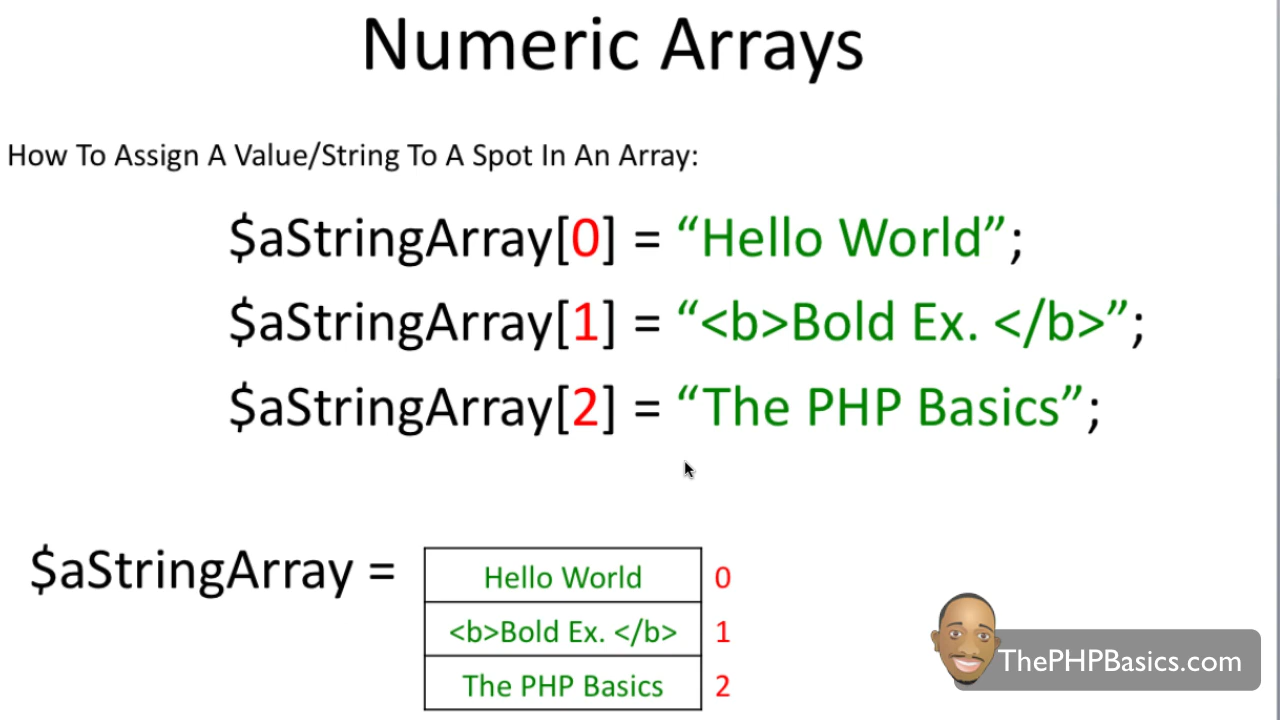 Numeric Arrays
How To Assign A Value/String To A Spot In An Array:
$aStringArray[0] = “Hello World”;
$aStringArray[1] = “<b>Bold Ex. </b>”;
$aStringArray[2] = “The PHP Basics”;
$aStringArray =
Hello World 0
<b>Bold Ex. </b> 1
The PHP Basics 2
ThePHPBasics.com